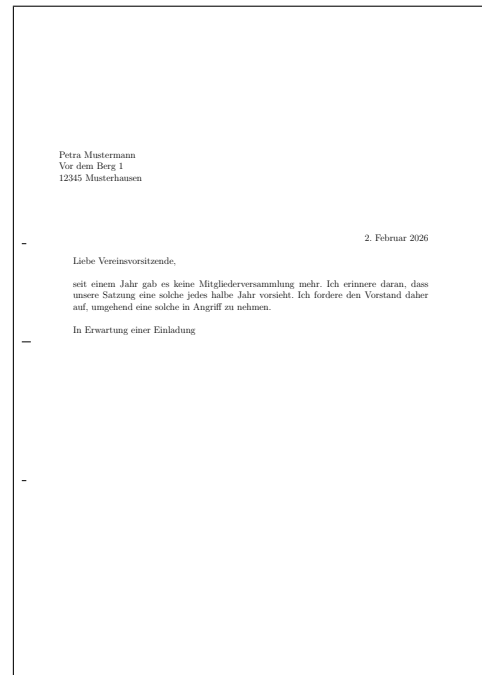 Petra Mustermann
Vor dem Berg 1
12345 Musterhausen
2. Februar 2026
Liebe Vereinsvorsitzende,
seit einem Jahr gab es keine Mitgliederversammlung mehr. Ich erinnere daran, dass
unsere Satzung eine solche jedes halbe Jahr vorsieht. Ich fordere den Vorstand daher
auf, umgehend eine solche in Angriff zu nehmen.
In Erwartung einer Einladung